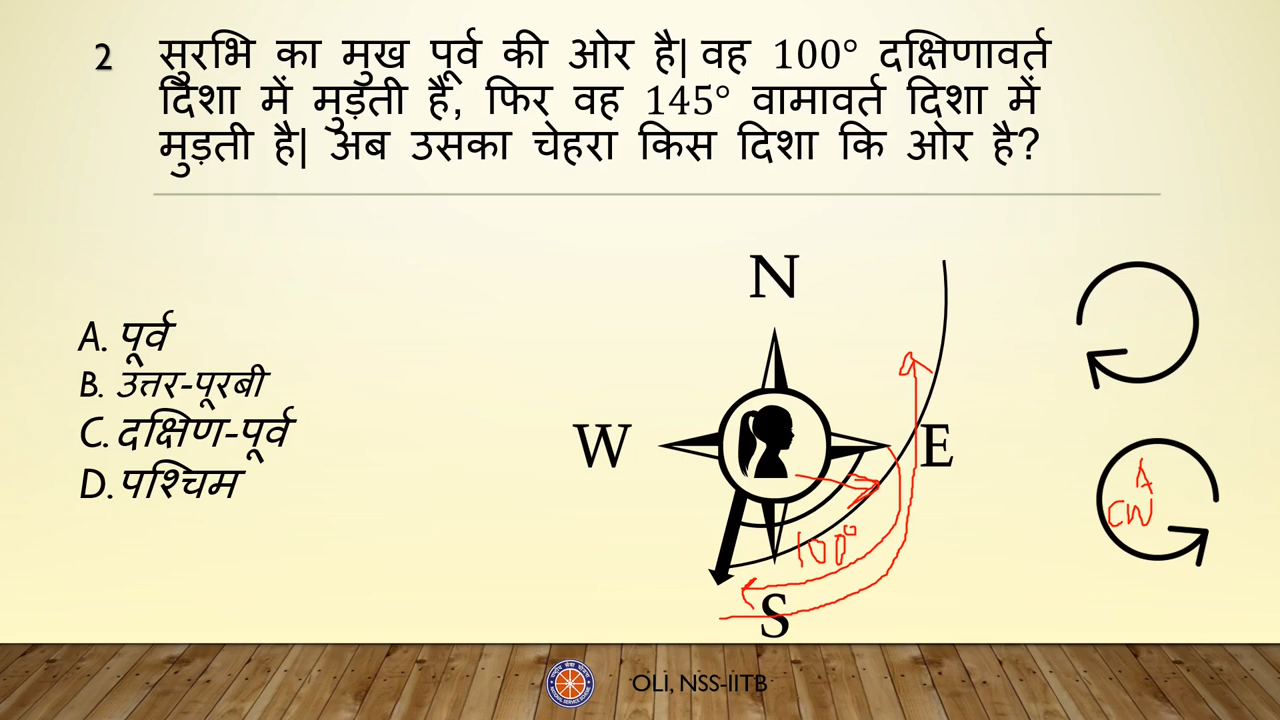 2 सुरभि का मुख पूर्व की ओर है| वह 100° दक्षिणावर्त
दिशा में मुड़ती है, फिर वह 145° वामावर्त दिशा में
मुड़ती है| अब उसका चेहरा किस दिशा कि ओर है?
A. पूर्व
B. उत्तर-पूरबी
C. दक्षिण-पूर्व
D. पश्चिम
N
W
E
S
100°
A
CW
OLI, NSS-IITB